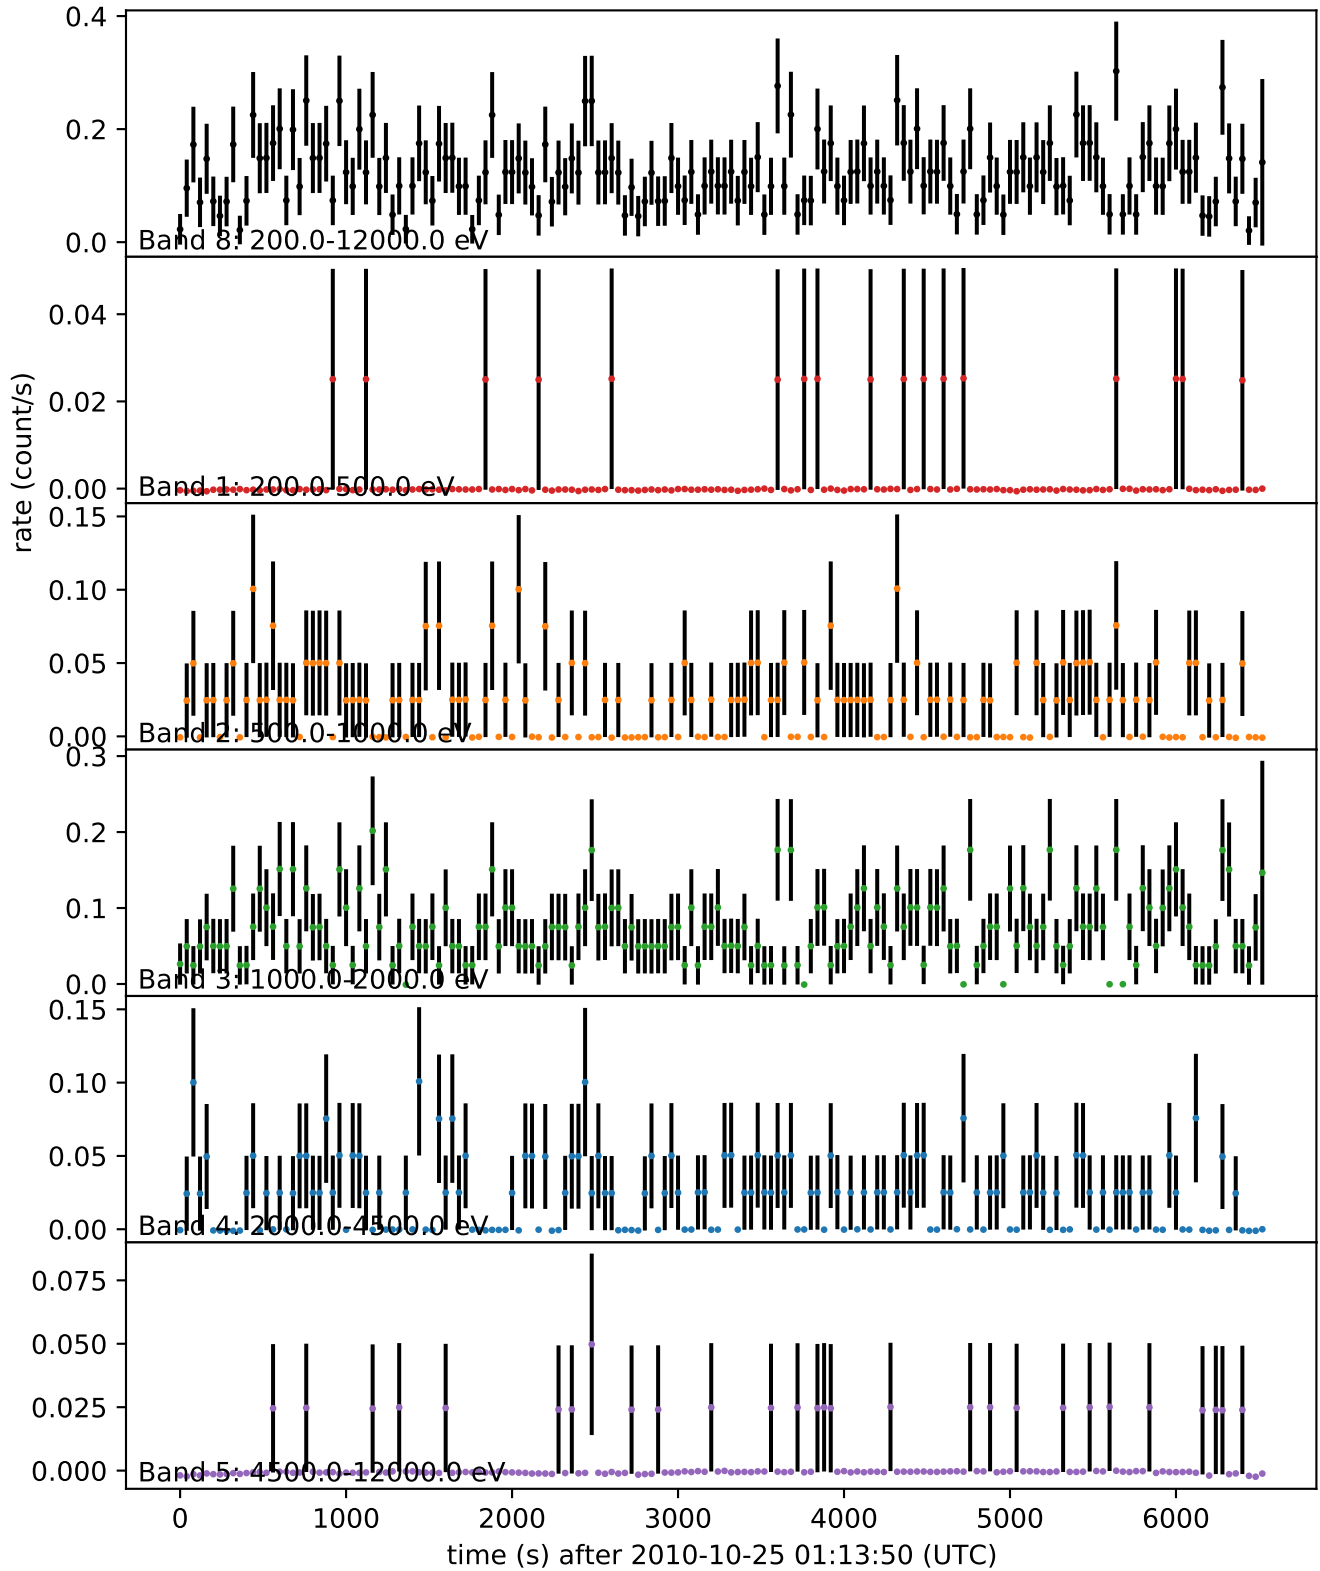 0.4
0.2
0.0
Band 8: 200.0-12000.0 eV
0.04
0.02
0.00
Band 1: 200.0-500.0 eV
rate (count/s)
0.15
0.10
0.05
0.00
Band 2: 500.0-1000.0 eV
0.3
0.2
0.1
0.0
Band 3: 1000.0-2000.0 eV
0.15
0.10
0.05
0.00
Band 4: 2000.0-4500.0 eV
0.075
0.050
0.025
0.000
Band 5: 4500.0-12000.0 eV
0 1000 2000 3000 4000 5000 6000
time (s) after 2010-10-25 01:13:50 (UTC)